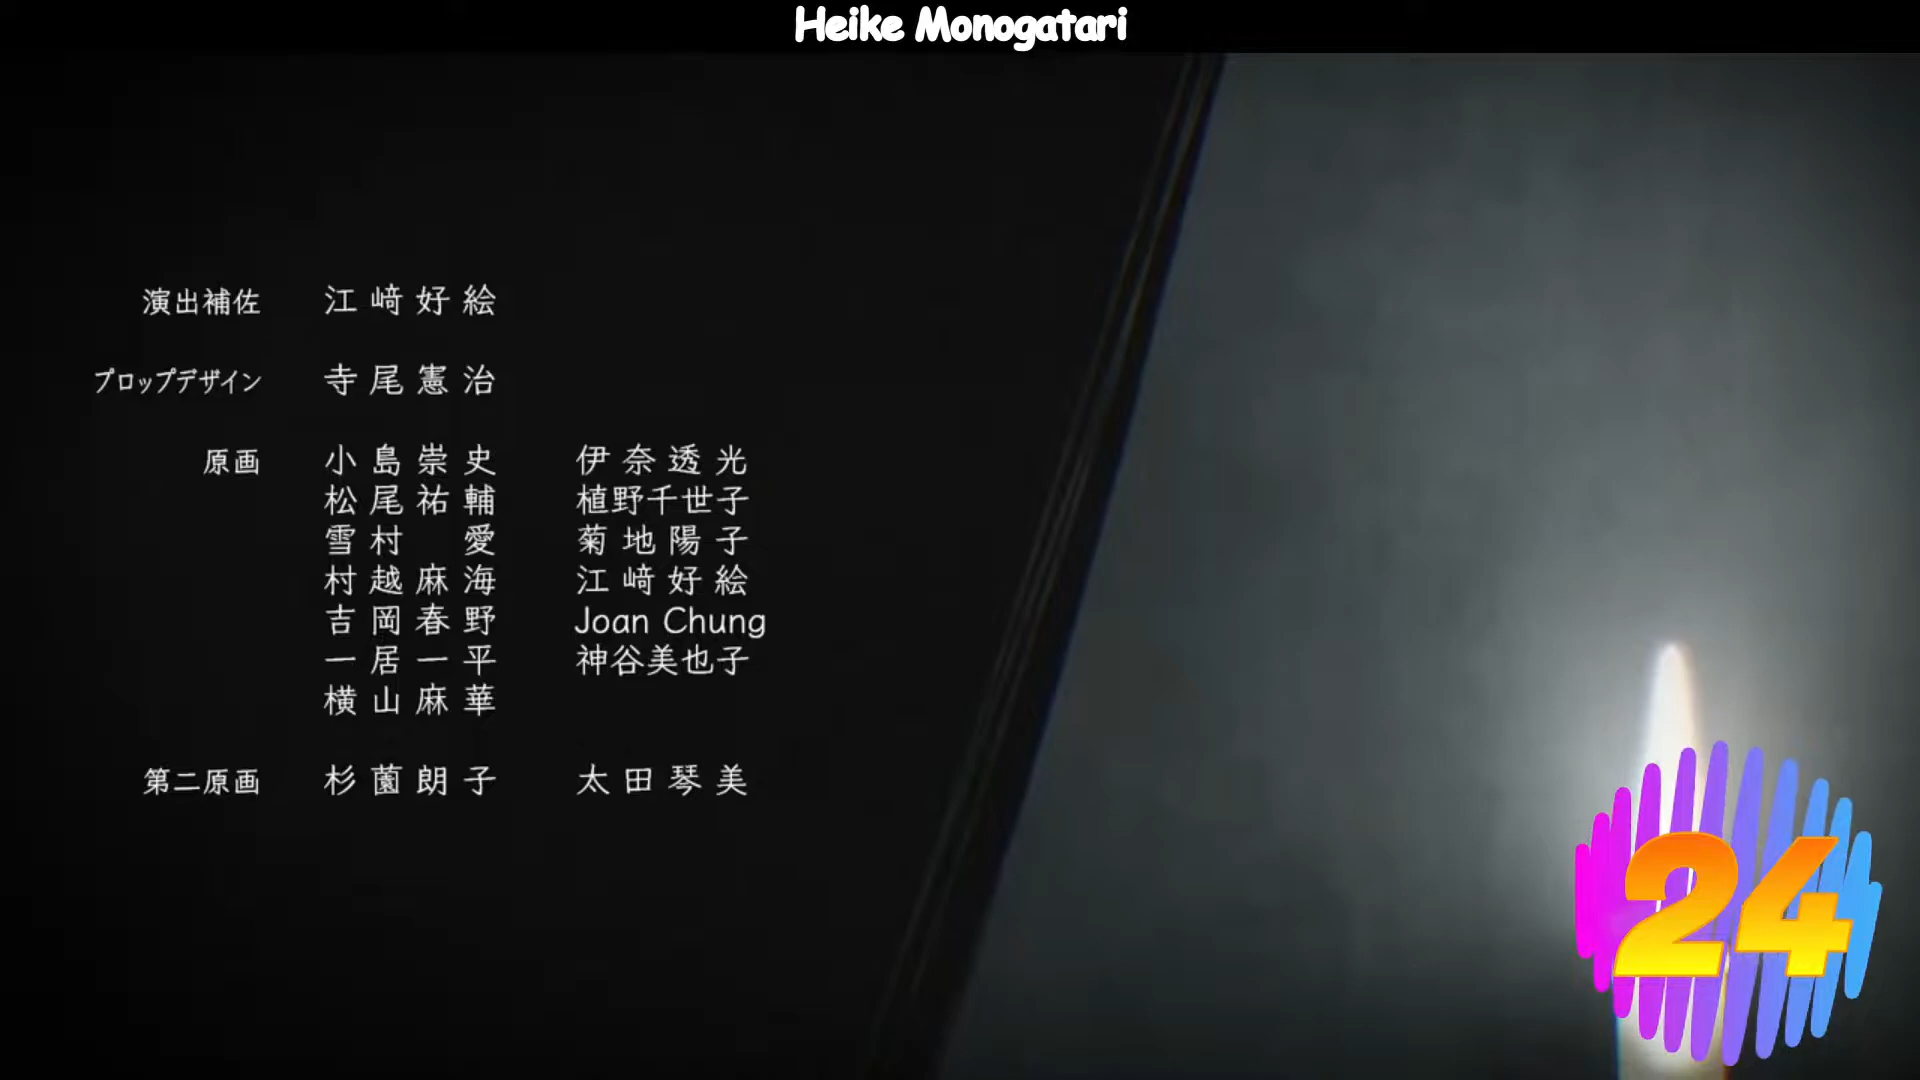 Heike Monogatari
演出補佐 江﨑好絵
プロップデザイン 寺尾憲治
原画 小島崇史 伊奈透光
松尾祐輔 植野千世子
雪村 愛 菊地陽子
村越麻海 江﨑好絵
吉岡春野 Joan Chung
一居一平 神谷美也子
横山麻華
第二原画 杉薗朗子 太田琴美
24